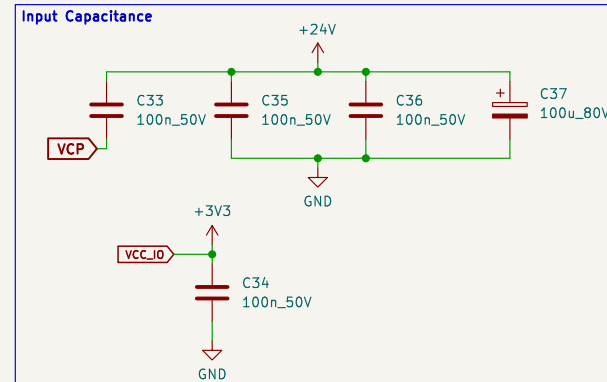 Input Capacitance
+24V
C33
100n_50V
C35
100n_50V
C36
100n_50V
+
C37
100u_80V
VCP
GND
+3V3
VCC_IO
C34
100n_50V
GND